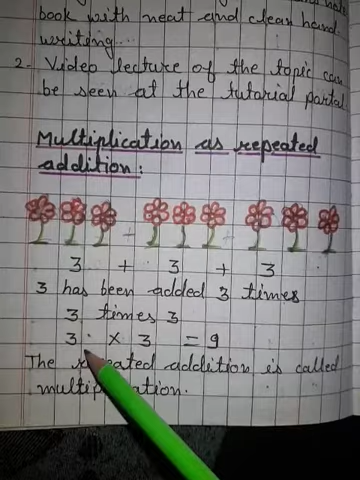 book with neat and clean hand
writing.
2. Video lecture of the topic can
be seen at the tutorial portal.
Multiplication as repeated
addition:
+ +
3 + 3 + 3
3 has been added 3 times
3 times 3
3 × 3 = 9
The repeated addition is called
multiplication.